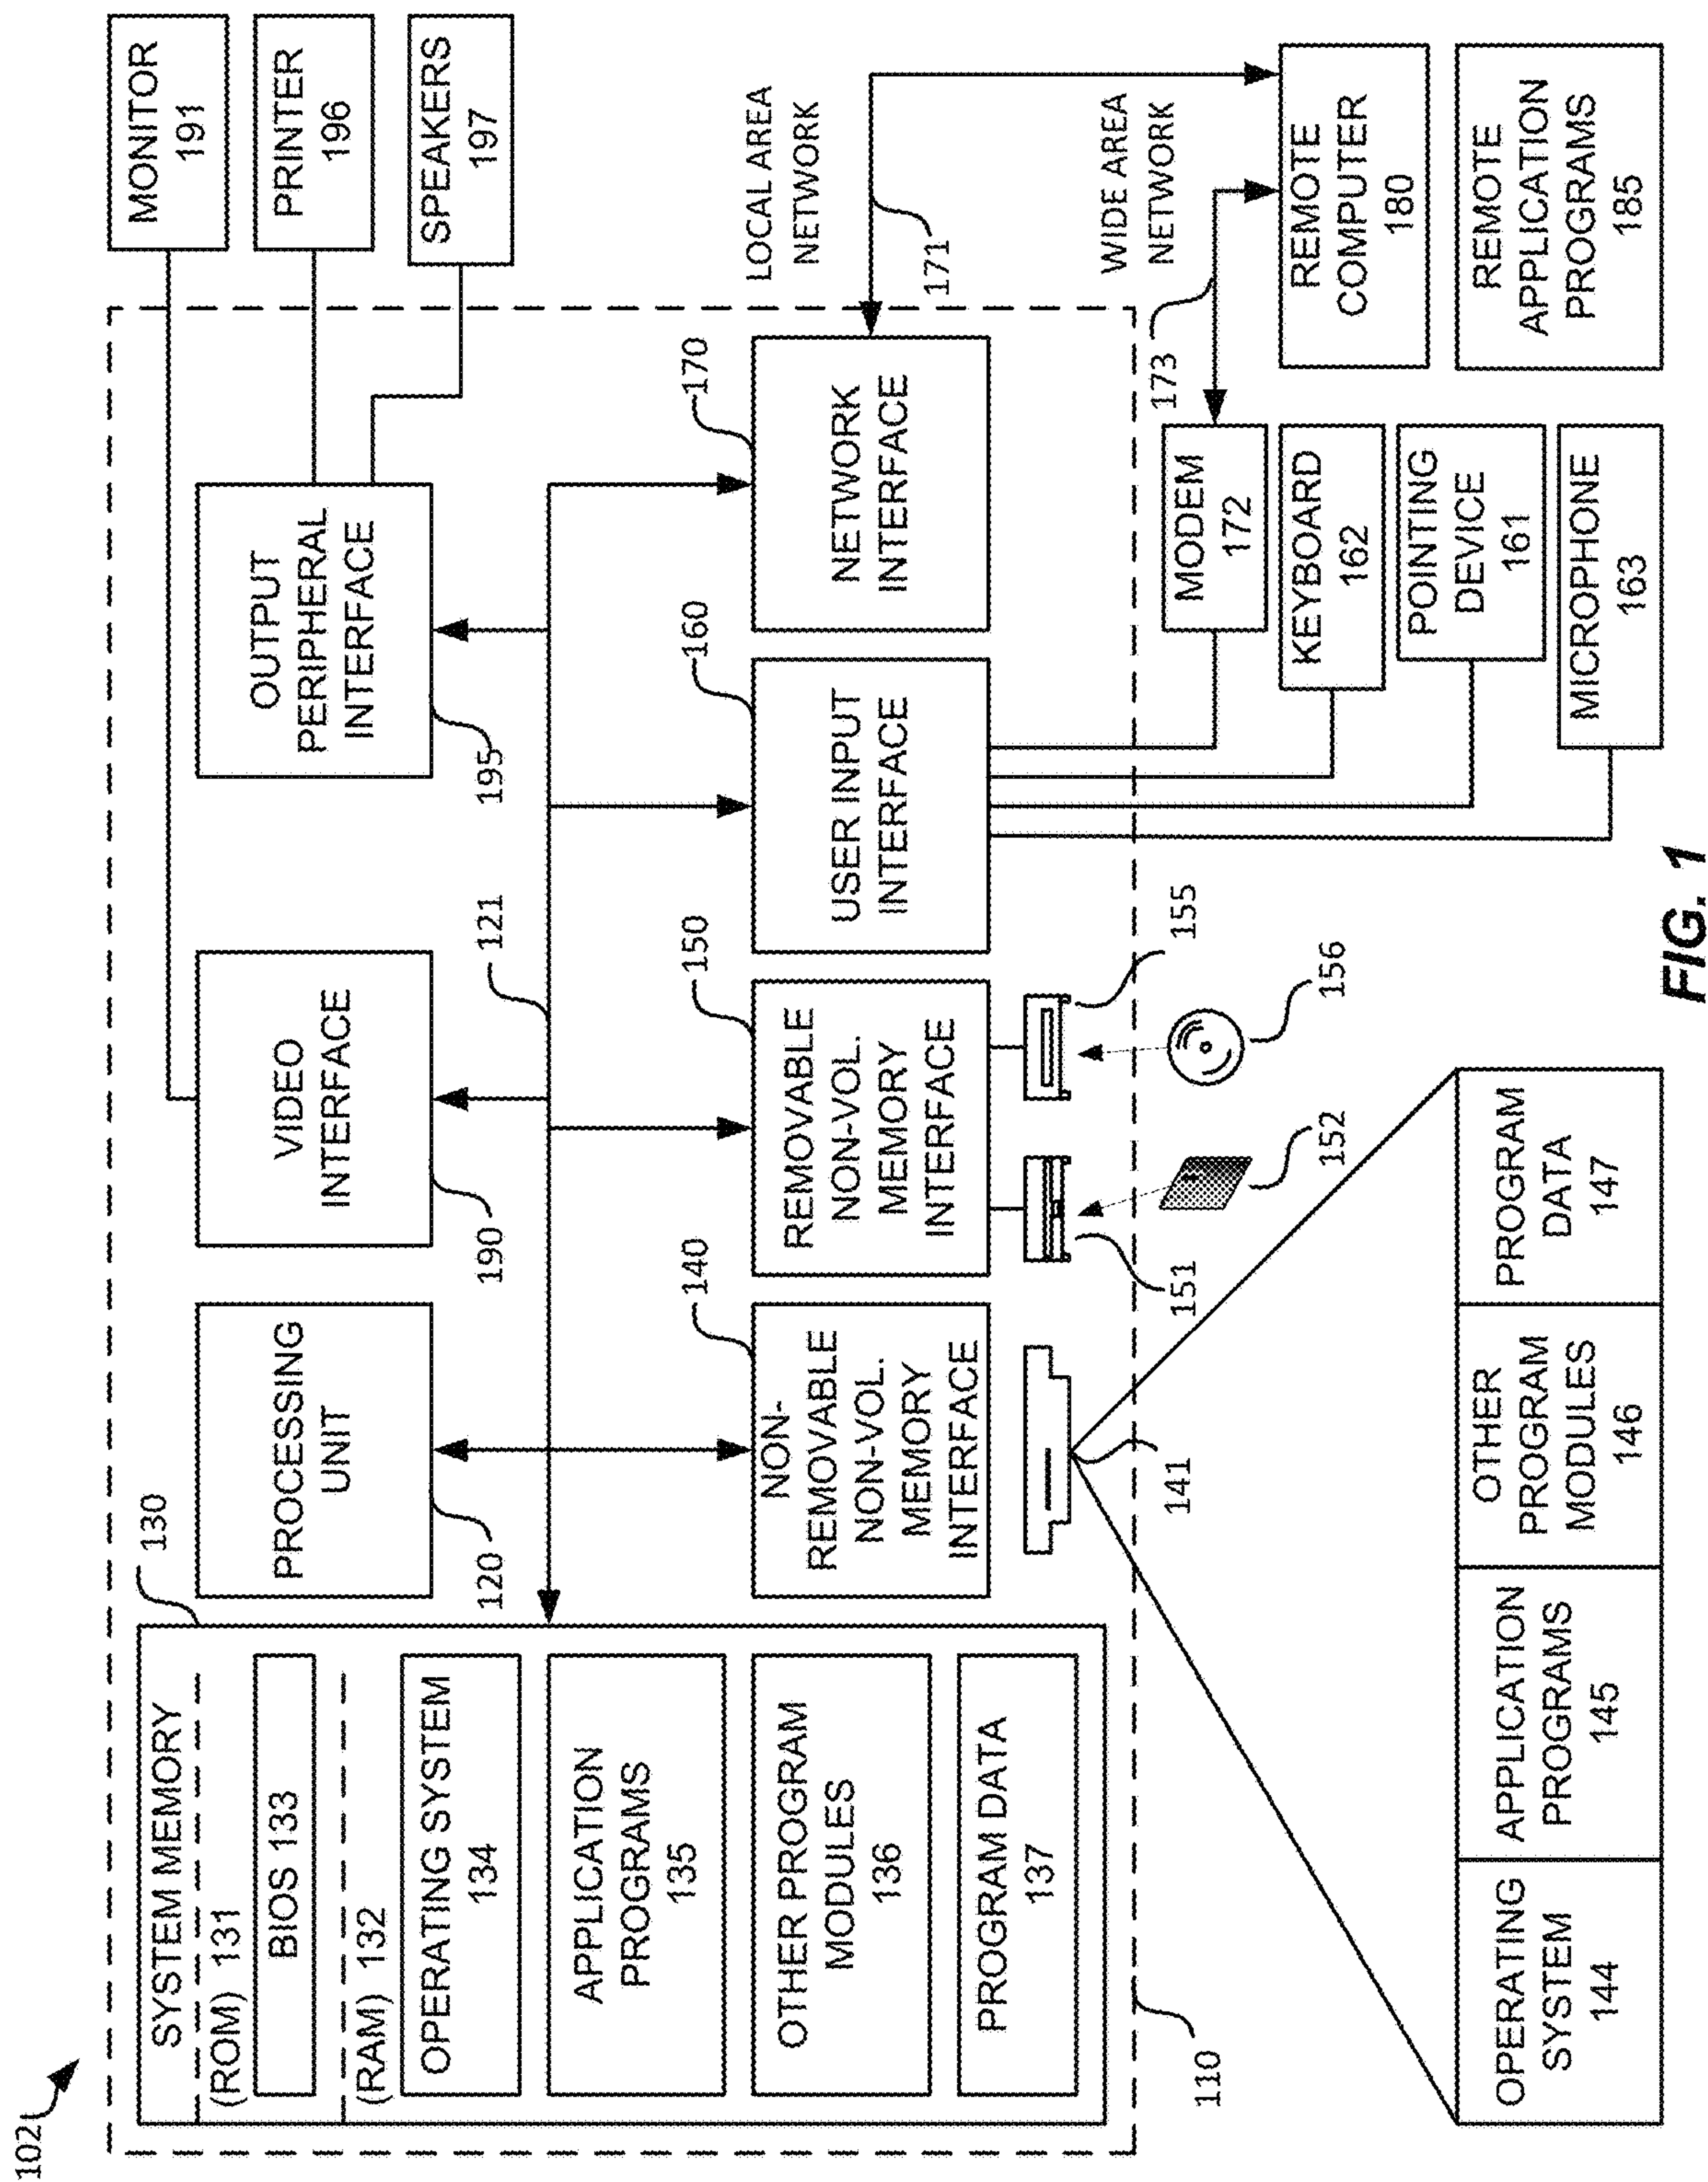 102
SYSTEM MEMORY
(ROM) 131
BIOS 133
(RAM) 132
OPERATING SYSTEM
134
APPLICATION
PROGRAMS
135
OTHER PROGRAM
MODULES
136
PROGRAM DATA
137
130
PROCESSING
UNIT
120
VIDEO
INTERFACE
190
121
OUTPUT
PERIPHERAL
INTERFACE
195
MONITOR
191
PRINTER
196
SPEAKERS
197
NON-
REMOVABLE
NON-VOL.
MEMORY
INTERFACE
140
REMOVABLE
NON-VOL.
MEMORY
INTERFACE
150
USER INPUT
INTERFACE
160
NETWORK
INTERFACE
170
LOCAL AREA
NETWORK
171
WIDE AREA
NETWORK
173
110
141
151
152
155
156
MODEM
172
KEYBOARD
162
POINTING
DEVICE
161
MICROPHONE
163
REMOTE
COMPUTER
180
REMOTE
APPLICATION
PROGRAMS
185
OPERATING
SYSTEM
144
APPLICATION
PROGRAMS
145
OTHER
PROGRAM
MODULES
146
PROGRAM
DATA
147
FIG. 1